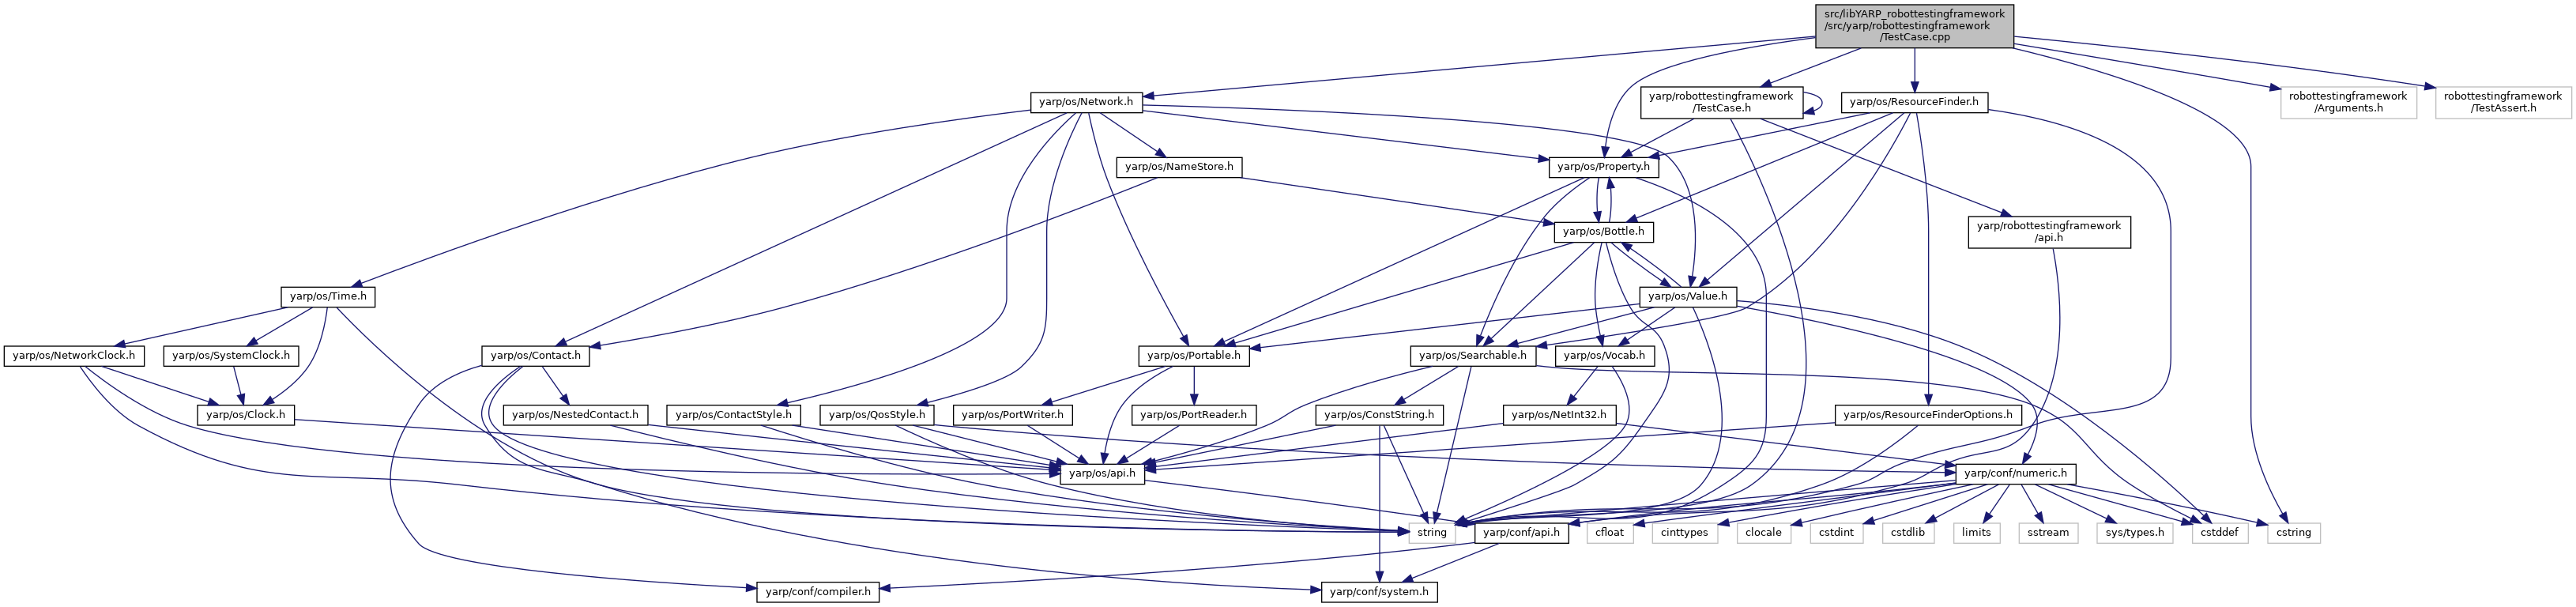 src/libYARP_robottestingframework
/src/yarp/robottestingframework
/TestCase.cpp
yarp/os/Network.h
yarp/robottestingframework
/TestCase.h
yarp/os/ResourceFinder.h
robottestingframework
/Arguments.h
robottestingframework
/TestAssert.h
yarp/os/NameStore.h
yarp/os/Property.h
yarp/os/Bottle.h
yarp/robottestingframework
/api.h
yarp/os/Time.h
yarp/os/Value.h
yarp/os/NetworkClock.h
yarp/os/SystemClock.h
yarp/os/Contact.h
yarp/os/Portable.h
yarp/os/Searchable.h
yarp/os/Vocab.h
yarp/os/Clock.h
yarp/os/NestedContact.h
yarp/os/ContactStyle.h
yarp/os/QosStyle.h
yarp/os/PortWriter.h
yarp/os/PortReader.h
yarp/os/ConstString.h
yarp/os/NetInt32.h
yarp/os/ResourceFinderOptions.h
yarp/os/api.h
yarp/conf/numeric.h
string
yarp/conf/api.h
cfloat
cinttypes
clocale
cstdint
cstdlib
limits
sstream
sys/types.h
cstddef
cstring
yarp/conf/compiler.h
yarp/conf/system.h